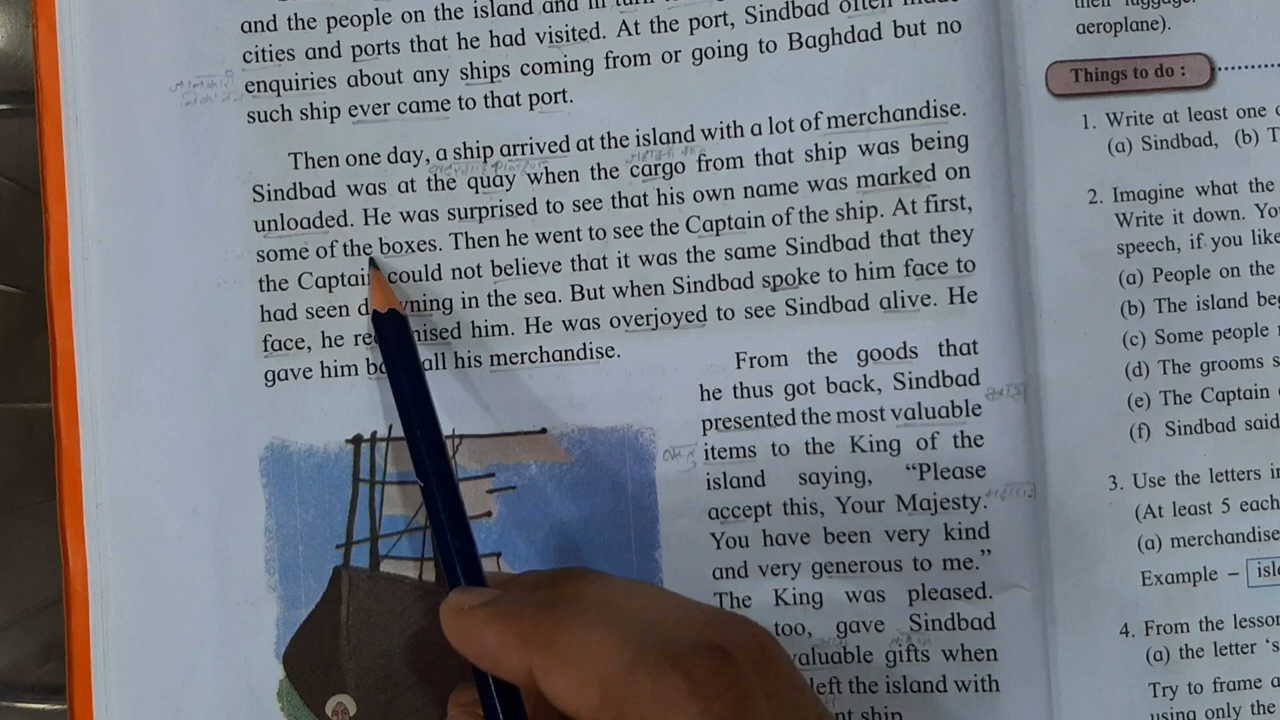 and the people on the island and in turn
cities and ports that he had visited. At the port, Sindbad often made
enquiries about any ships coming from or going to Baghdad but no
such ship ever came to that port.
Then one day, a ship arrived at the island with a lot of merchandise.
Sindbad was at the quay when the cargo from that ship was being
unloaded. He was surprised to see that his own name was marked on
some of the boxes. Then he went to see the Captain of the ship. At first,
the Captain could not believe that it was the same Sindbad that they
had seen d wning in the sea. But when Sindbad spoke to him face to
face, he re nised him. He was overjoyed to see Sindbad alive. He
gave him b all his merchandise.
From the goods that
he thus got back, Sindbad
presented the most valuable
items to the King of the
island saying, “Please
accept this, Your Majesty.
You have been very kind
and very generous to me.”
The King was pleased.
too, gave Sindbad
valuable gifts when
left the island with
nt ship.
their luggage.
aeroplane).
Things to do :
1. Write at least one
(a) Sindbad, (b) T
2. Imagine what the
Write it down. Yo
speech, if you like
(a) People on the
(b) The island be
(c) Some people
(d) The grooms s
(e) The Captain
(f) Sindbad said
3. Use the letters i
(At least 5 each
(a) merchandise
Example – isl
4. From the lesson
(a) the letter ‘s
Try to frame a
using only the